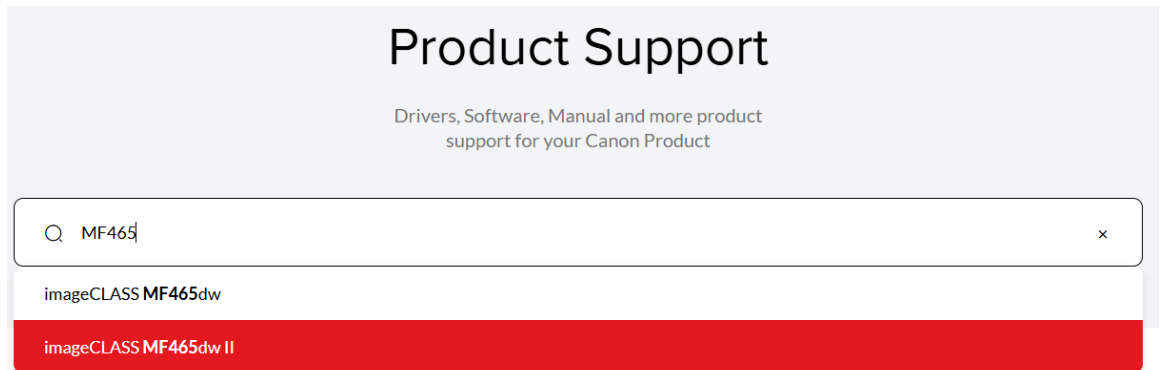 Product Support
Drivers, Software, Manual and more product
support for your Canon Product
MF465
×
imageCLASS MF465dw
imageCLASS MF465dw II